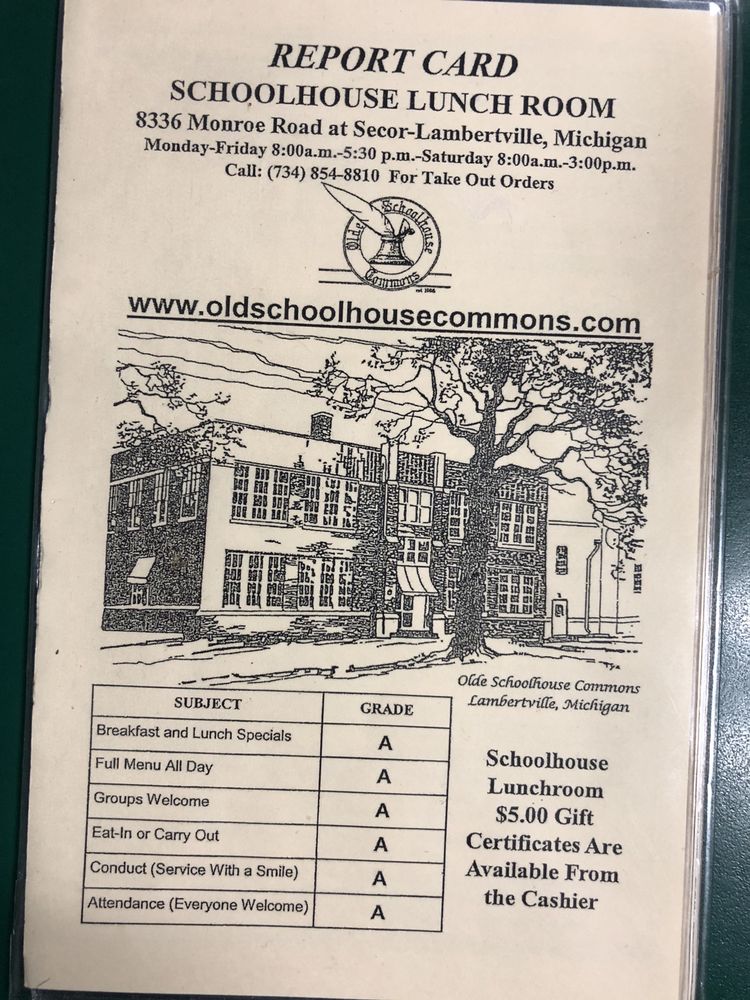 REPORT CARD
SCHOOLHOUSE LUNCH ROOM
8336 Monroe Road at Secor-Lambertville, Michigan
Monday-Friday 8:00a.m.-5:30 p.m.-Saturday 8:00a.m.-3:00p.m.
Call: (734) 854-8810 For Take Out Orders
Olde Schoolhouse
Commons
www.oldschoolhousecommons.com
Olde Schoolhouse Commons
Lambertville, Michigan
SUBJECT GRADE
Breakfast and Lunch Specials A
Full Menu All Day A
Groups Welcome A
Eat-In or Carry Out A
Conduct (Service With a Smile) A
Attendance (Everyone Welcome) A
Schoolhouse
Lunchroom
$5.00 Gift
Certificates Are
Available From
the Cashier